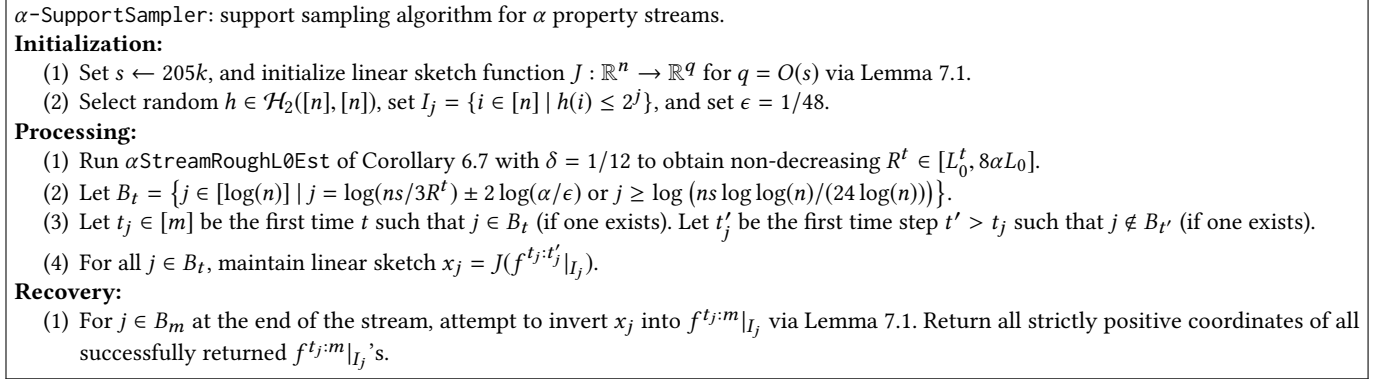 α-SupportSampler: support sampling algorithm for α property streams.
Initialization:
(1) Set s ← 205k, and initialize linear sketch function J : ℝⁿ → ℝ^q for q = O(s) via Lemma 7.1.
(2) Select random h ∈ ℋ₂([n], [n]), set I_j = {i ∈ [n] | h(i) ≤ 2^j}, and set ϵ = 1/48.
Processing:
(1) Run αStreamRoughL0Est of Corollary 6.7 with δ = 1/12 to obtain non-decreasing R^t ∈ [L_0^t, 8αL_0].
(2) Let B_t = {j ∈ [log(n)] | j = log(ns/3R^t) ± 2 log(α/ϵ) or j ≥ log (ns log log(n)/(24 log(n)))}.
(3) Let t_j ∈ [m] be the first time t such that j ∈ B_t (if one exists). Let t'_j be the first time step t' > t_j such that j ∉ B_{t'} (if one exists).
(4) For all j ∈ B_t, maintain linear sketch x_j = J(f^{t_j:t'_j}|_{I_j}).
Recovery:
(1) For j ∈ B_m at the end of the stream, attempt to invert x_j into f^{t_j:m}|_{I_j} via Lemma 7.1. Return all strictly positive coordinates of all
successfully returned f^{t_j:m}|_{I_j}'s.